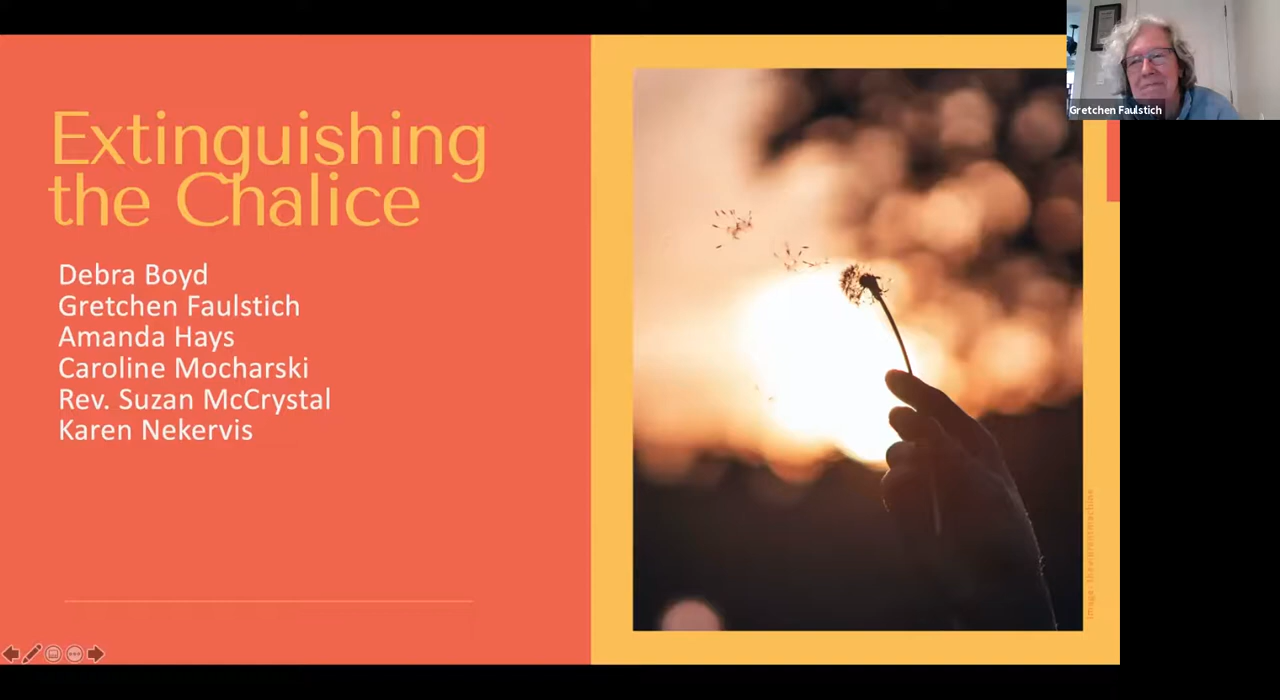 Extinguishing
the Chalice
Debra Boyd
Gretchen Faulstich
Amanda Hays
Caroline Mocharski
Rev. Suzan McCrystal
Karen Nekervis
Gretchen Faulstich